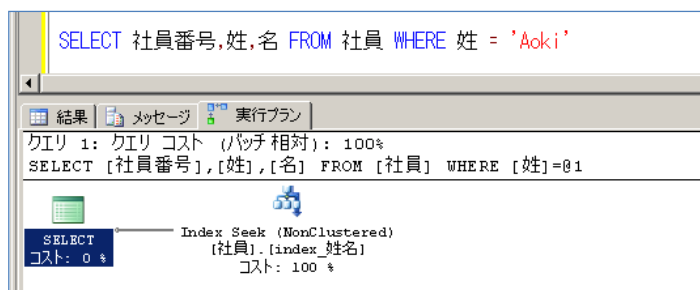 SELECT 社員番号,姓,名 FROM 社員 WHERE 姓 = 'Aoki'
結果 メッセージ 実行プラン
クエリ 1: クエリ コスト (バッチ相対): 100%
SELECT [社員番号],[姓],[名] FROM [社員] WHERE [姓]=@1
SELECT
コスト: 0 %
Index Seek (NonClustered)
[社員].[index_姓名]
コスト: 100 %